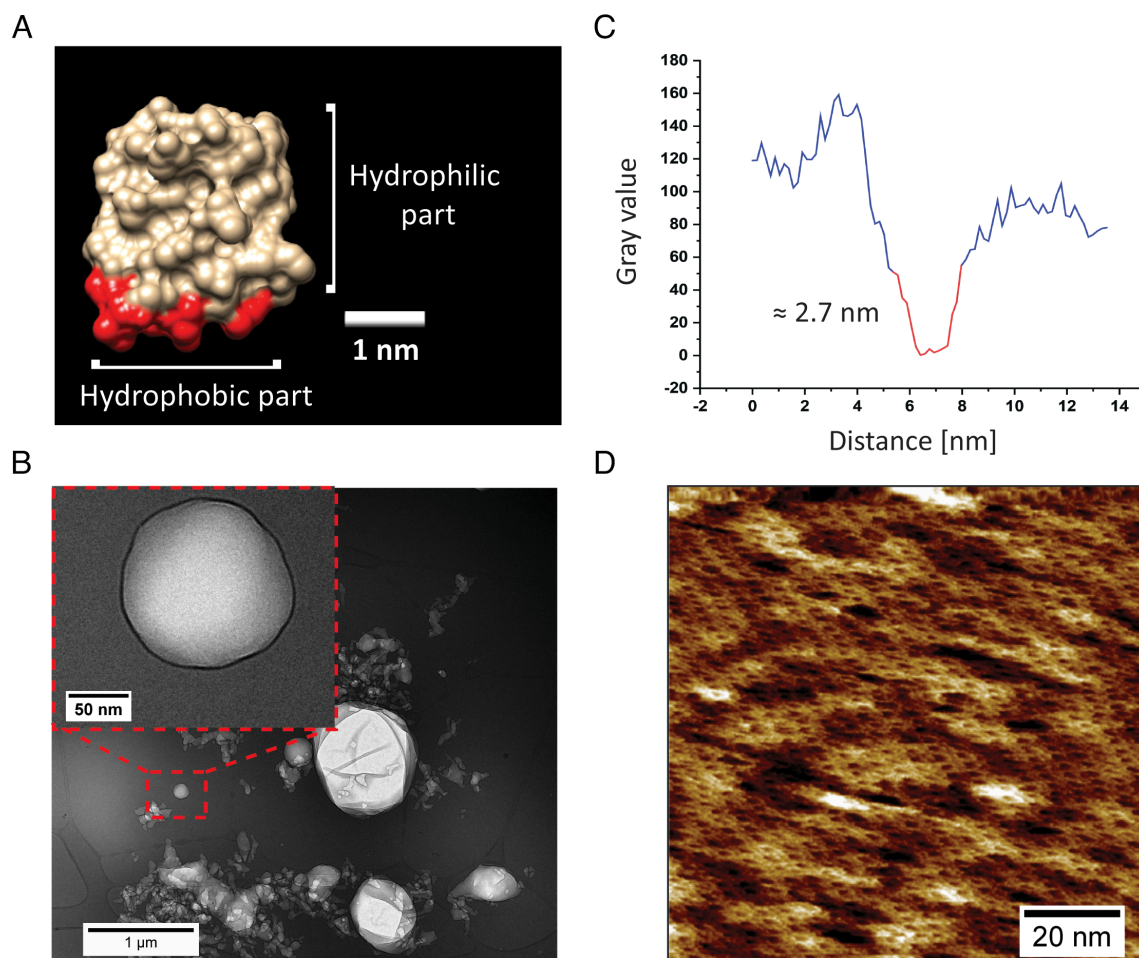 A
Hydrophilic
part
1 nm
Hydrophobic part
B
50 nm
1 µm
C
180
160
140
120
100
80
60
40
20
0
-20
Gray value
≈ 2.7 nm
-2 0 2 4 6 8 10 12 14
Distance [nm]
D
20 nm